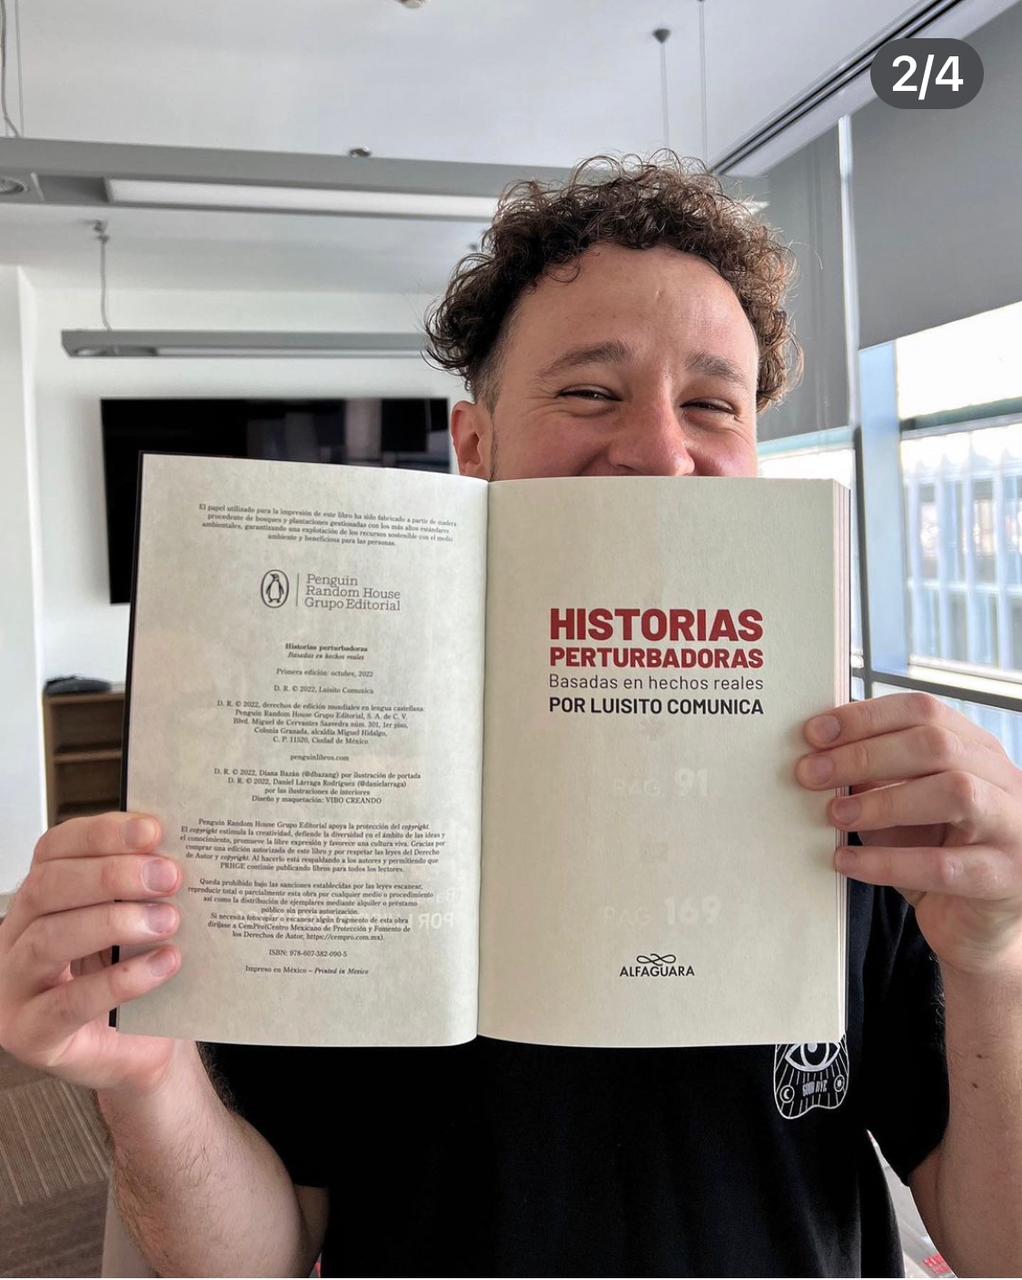 2/4
El papel utilizado para la impresión de este libro ha sido fabricado a partir de madera
procedente de bosques y plantaciones gestionadas con los más altos estándares
ambientales, garantizando una explotación de los recursos sostenible con el medio
ambiente y beneficiosa para las personas.
Penguin
Random House
Grupo Editorial
Historias perturbadoras
Basadas en hechos reales
Primera edición: octubre, 2022
D. R. © 2022, Luisito Comunica
D. R. © 2022, derechos de edición mundiales en lengua castellana:
Penguin Random House Grupo Editorial, S. A. de C. V.
Blvd. Miguel de Cervantes Saavedra núm. 301, 1er piso,
Colonia Granada, alcaldía Miguel Hidalgo,
C. P. 11520, Ciudad de México
penguinlibros.com
D. R. © 2022, Diana Bazán (@dbazang) por ilustración de portada
D. R. © 2022, Daniel Lárraga Rodríguez (@danielarraga)
por las ilustraciones de interiores
Diseño y maquetación: VIBO CREANDO
Penguin Random House Grupo Editorial apoya la protección del copyright.
El copyright estimula la creatividad, defiende la diversidad en el ámbito de las ideas y
el conocimiento, promueve la libre expresión y favorece una cultura viva. Gracias por
comprar una edición autorizada de este libro y por respetar las leyes del Derecho
de Autor y copyright. Al hacerlo está respaldando a los autores y permitiendo que
PRHGE continúe publicando libros para todos los lectores.
Queda prohibido bajo las sanciones establecidas por las leyes escanear,
reproducir total o parcialmente esta obra por cualquier medio o procedimiento
así como la distribución de ejemplares mediante alquiler o préstamo
público sin previa autorización.
Si necesita fotocopiar o escanear algún fragmento de esta obra
diríjase a CemPro(Centro Mexicano de Protección y Fomento de
los Derechos de Autor, https://cempro.com.mx).
ISBN: 978-607-382-090-5
Impreso en México – Printed in Mexico
HISTORIAS
PERTURBADORAS
Basadas en hechos reales
POR LUISITO COMUNICA
ALFAGUARA
GOOD BYE